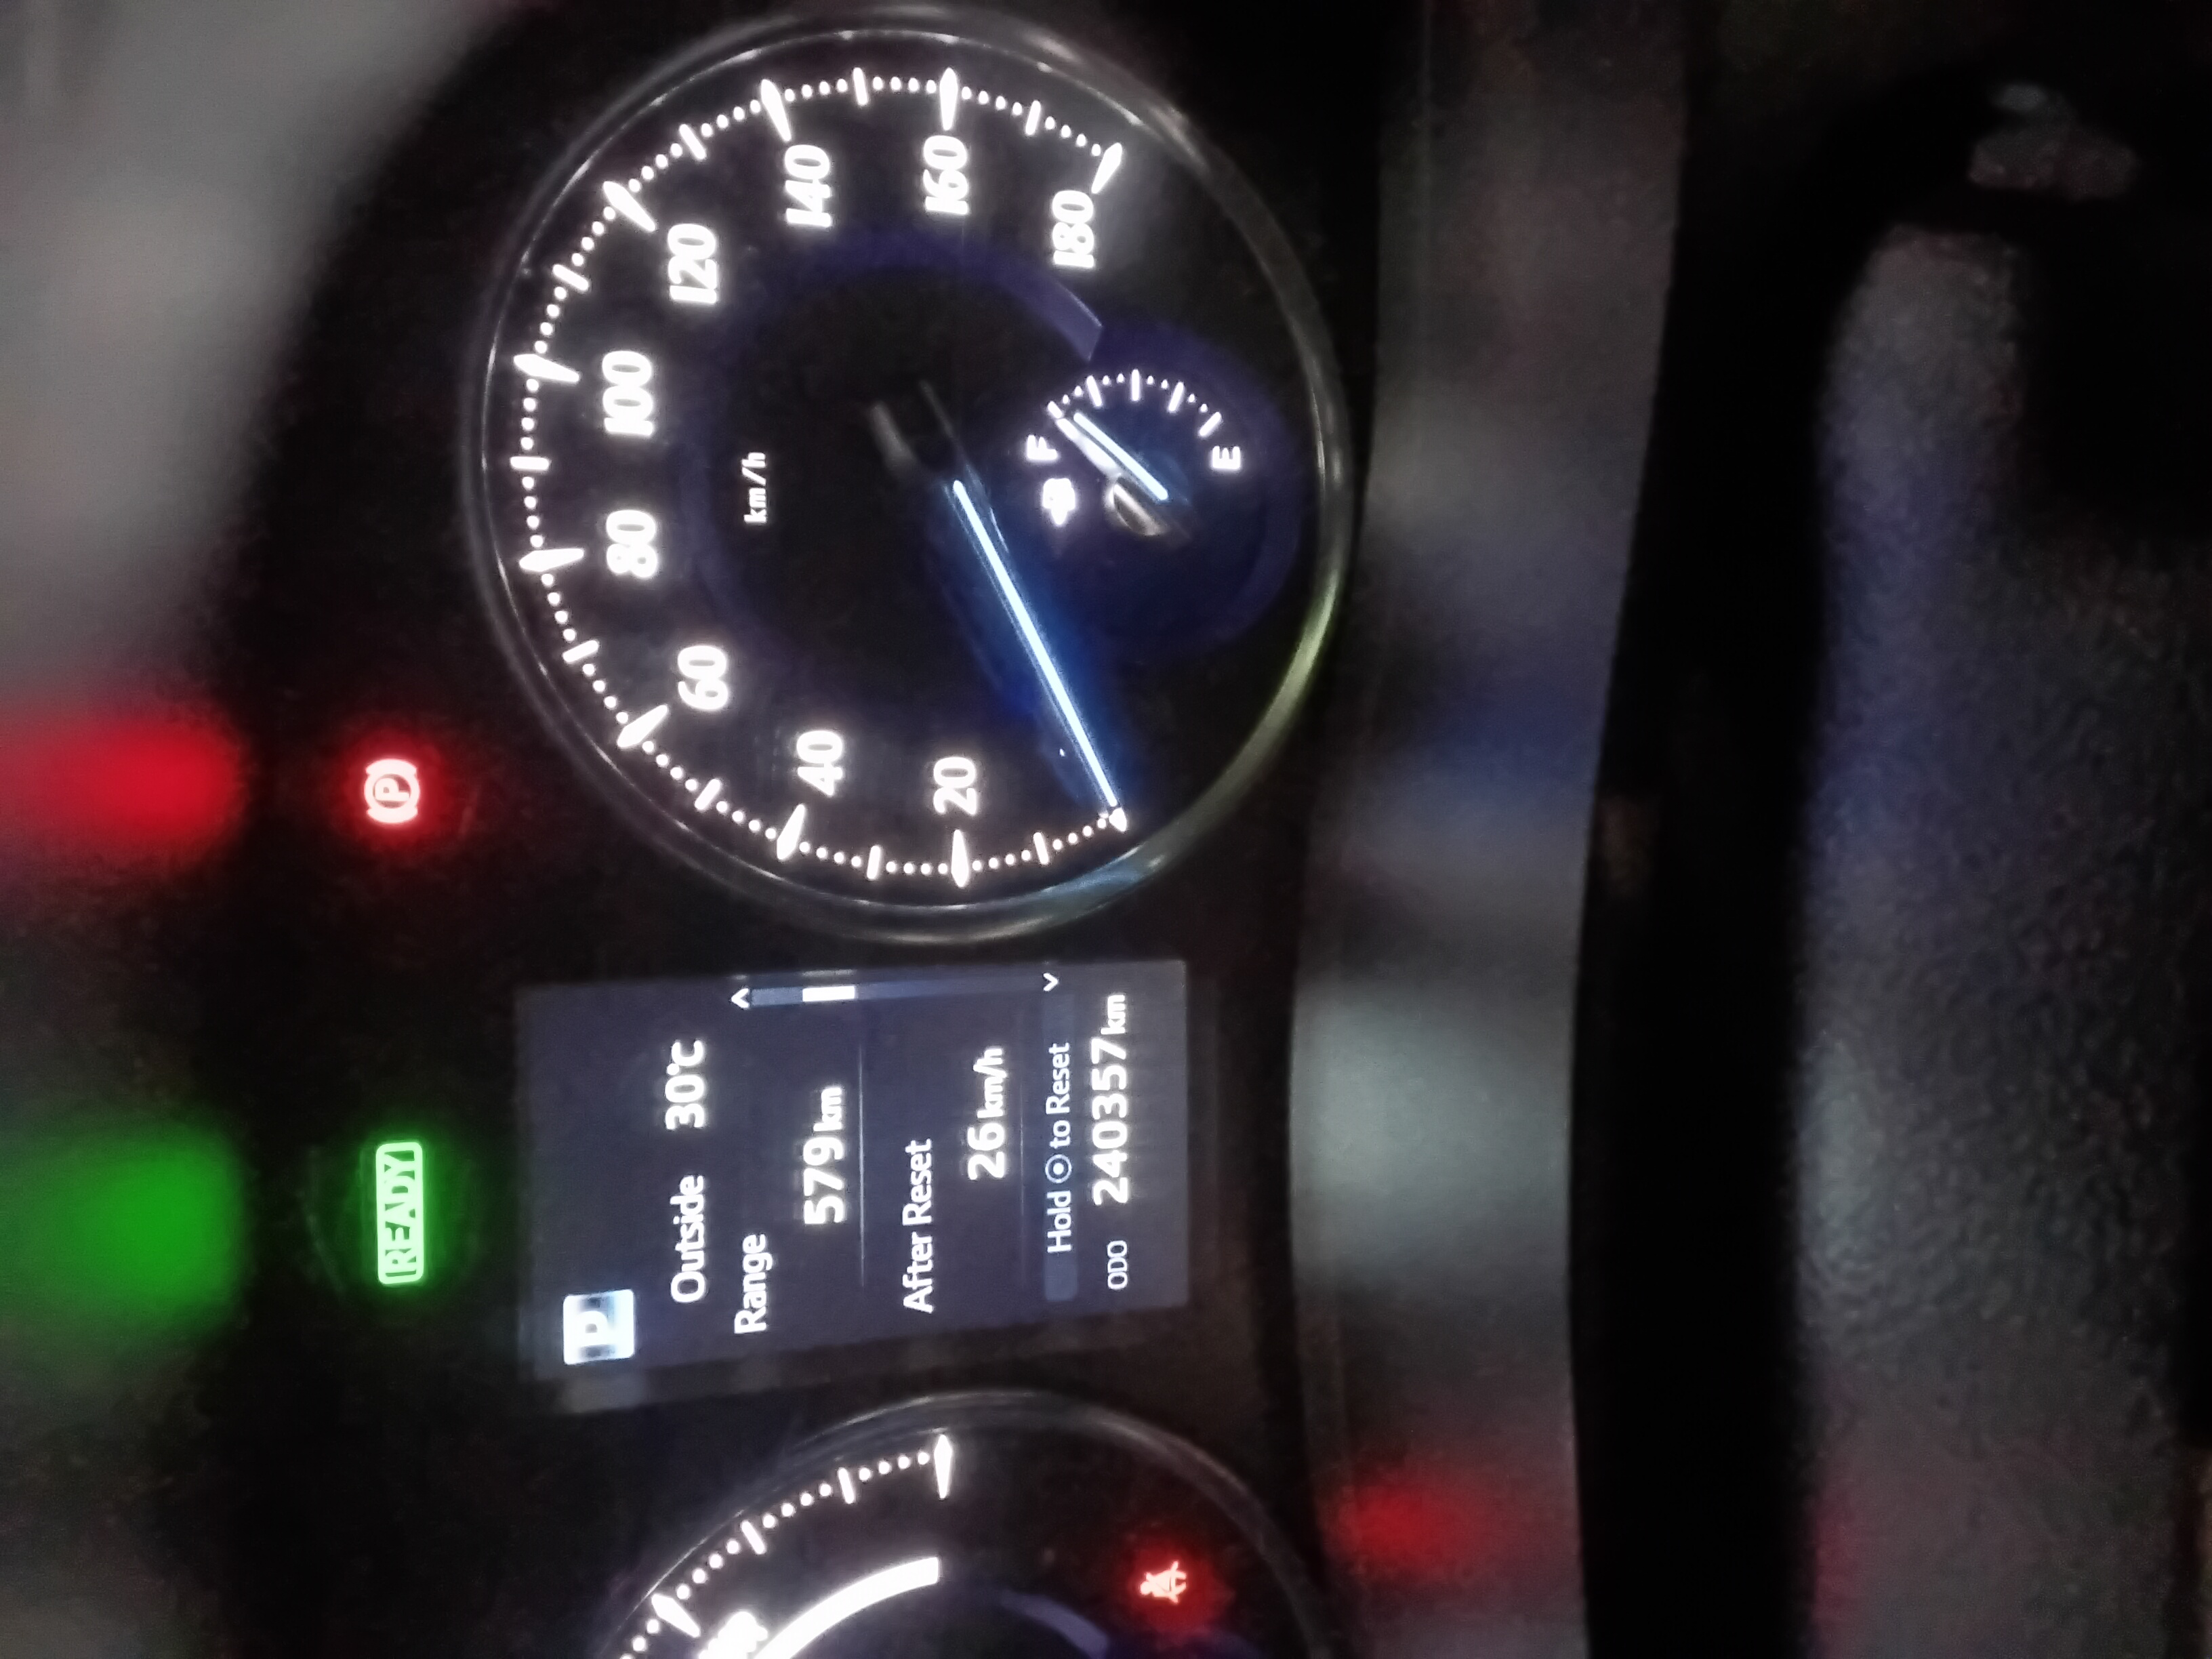 READY
P
P
Outside 30°C
Range
579 km
After Reset
26 km/h
Hold to Reset
ODO 240357 km
80 100
60 120
km/h
40 140
20 160
F
180
E